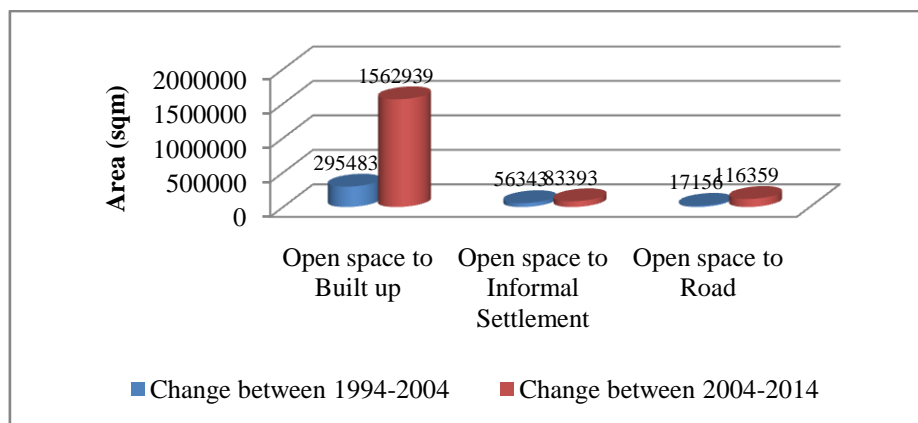 Area (sqm)
2000000
1500000
1000000
500000
0
295483
1562939
56343
83393
17156
116359
Open space to
Built up
Open space to
Informal
Settlement
Open space to
Road
Change between 1994-2004
Change between 2004-2014